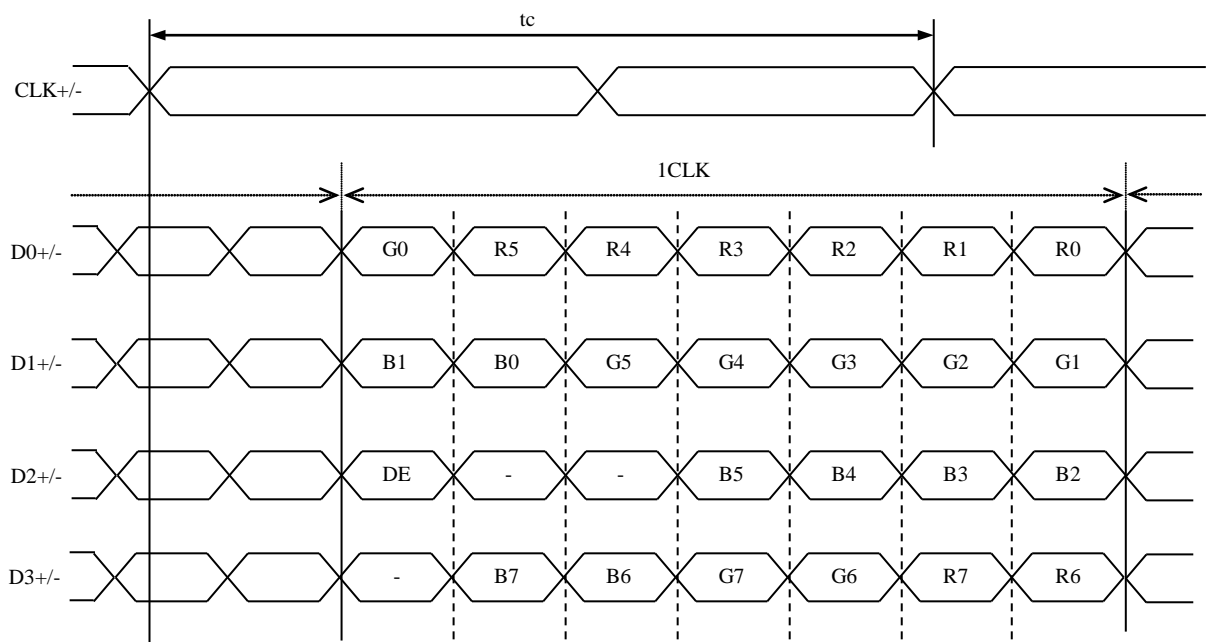 tc
CLK+/-
1CLK
D0+/- G0 R5 R4 R3 R2 R1 R0
D1+/- B1 B0 G5 G4 G3 G2 G1
D2+/- DE - - B5 B4 B3 B2
D3+/- - B7 B6 G7 G6 R7 R6